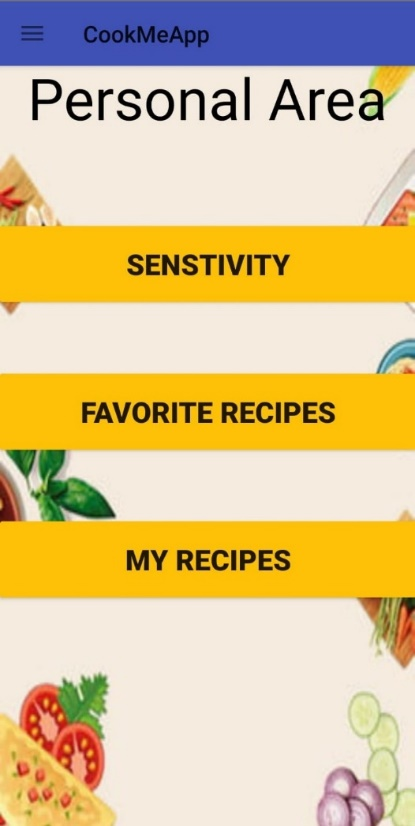 CookMeApp
Personal Area
SENSTIVITY
FAVORITE RECIPES
MY RECIPES